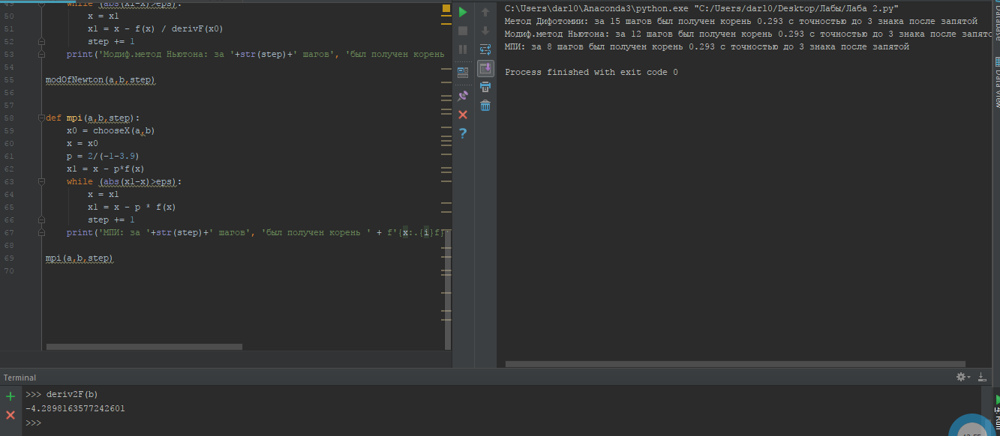 49 while (abs(x1-x)>eps):
50 x = x1
51 x1 = x - f(x) / derivF(x0)
52 step += 1
53 print('Модиф.метод Ньютона: за '+str(step)+' шагов', 'был получен корень
54
55 modOfNewton(a,b,step)
56
57
58 def mpi(a,b,step):
59 x0 = chooseX(a,b)
60 x = x0
61 p = 2/(-1-3.9)
62 x1 = x - p*f(x)
63 while (abs(x1-x)>eps):
64 x = x1
65 x1 = x - p * f(x)
66 step += 1
67 print('МПИ: за '+str(step)+' шагов', 'был получен корень ' + f'{x:.{i}f}'
68
69 mpi(a,b,step)
70
C:\Users\darl0\Anaconda3\python.exe "C:/Users/darl0/Desktop/Лабы/Лаба 2.py"
Метод Дифотомии: за 15 шагов был получен корень 0.293 с точностью до 3 знака после запятой
Модиф.метод Ньютона: за 12 шагов был получен корень 0.293 с точностью до 3 знака после запято
МПИ: за 8 шагов был получен корень 0.293 с точностью до 3 знака после запятой
Process finished with exit code 0
Database
Data View
Terminal
>>> deriv2F(b)
-4.2898163577242601
>>>
4: Run